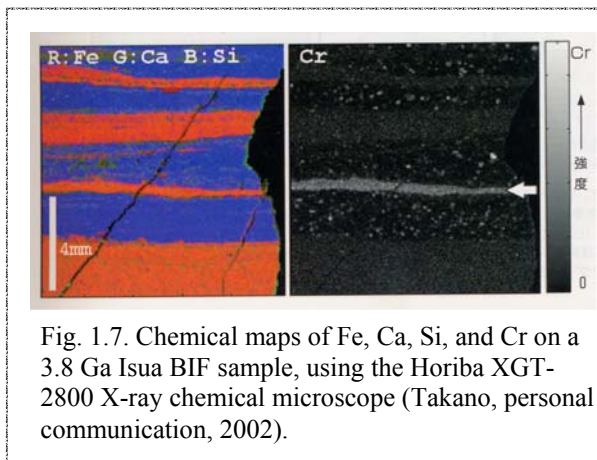 R:Fe G:Ca B:Si
Cr
Cr
強
度
0
4mm
Fig. 1.7. Chemical maps of Fe, Ca, Si, and Cr on a
3.8 Ga Isua BIF sample, using the Horiba XGT-
2800 X-ray chemical microscope (Takano, personal
communication, 2002).